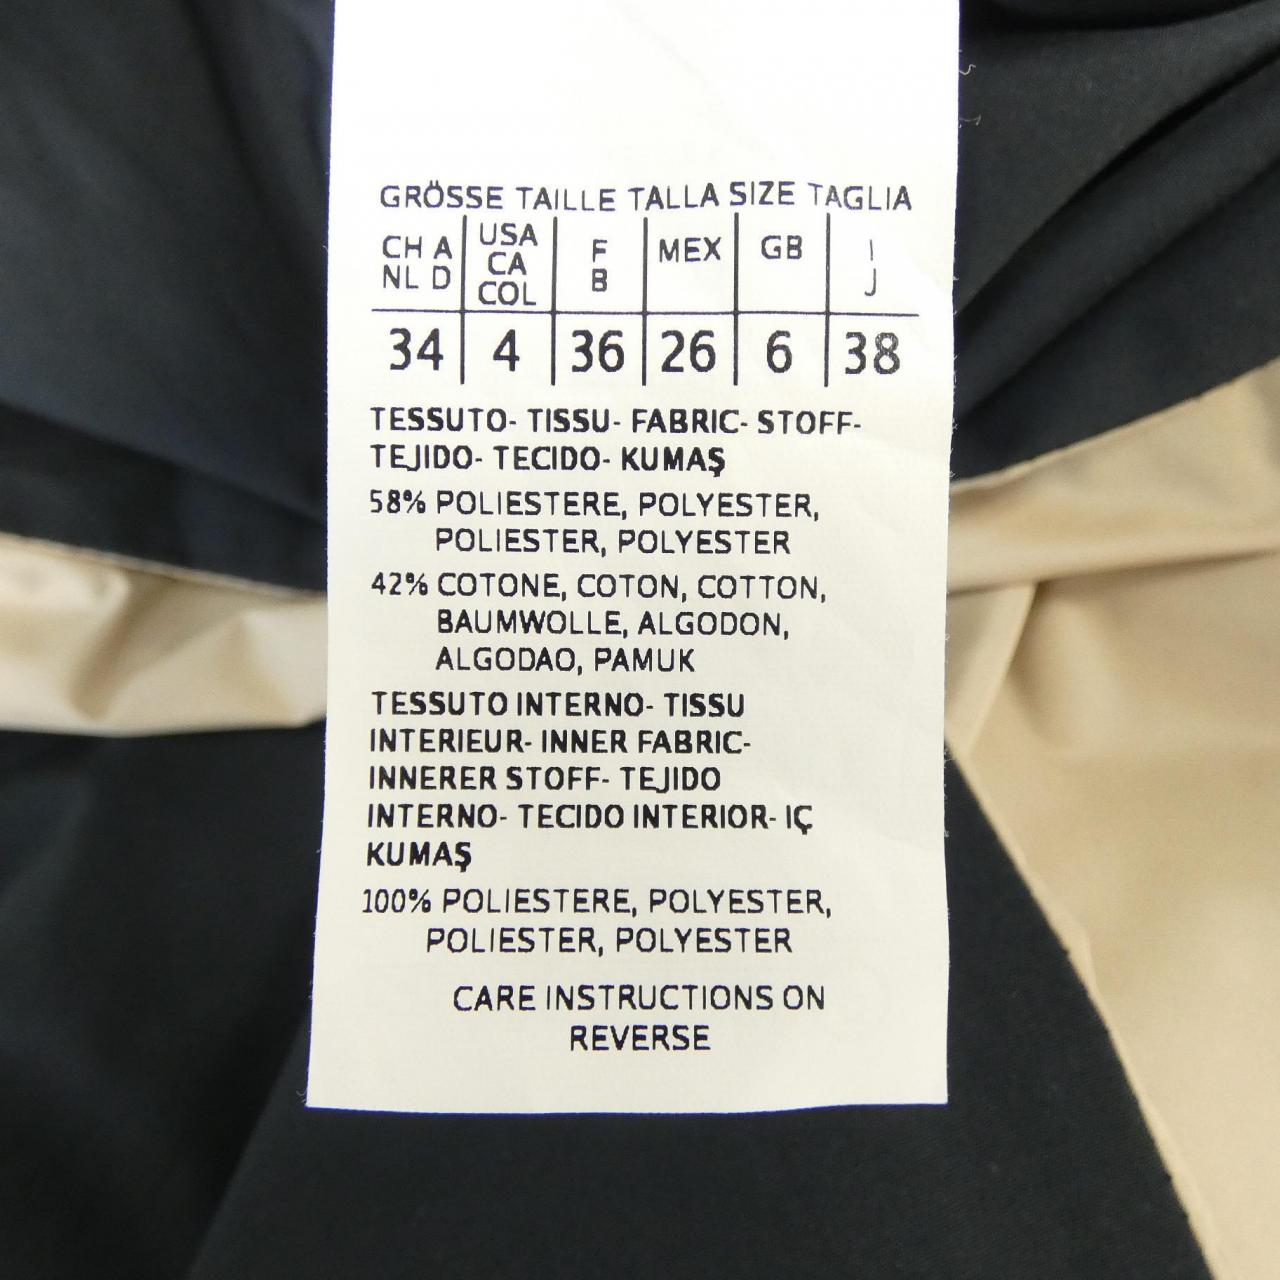 GRÖSSE TAILLE TALLA SIZE TAGLIA
CH A NL D
USA CA COL
F B
MEX
GB
I J
34 4 36 26 6 38
TESSUTO- TISSU- FABRIC- STOFF-
TEJIDO- TECIDO- KUMAŞ
58% POLIESTERE, POLYESTER,
POLIESTER, POLYESTER
42% COTONE, COTON, COTTON,
BAUMWOLLE, ALGODON,
ALGODAO, PAMUK
TESSUTO INTERNO- TISSU
INTERIEUR- INNER FABRIC-
INNERER STOFF- TEJIDO
INTERNO- TECIDO INTERIOR- IÇ
KUMAŞ
100% POLIESTERE, POLYESTER,
POLIESTER, POLYESTER
CARE INSTRUCTIONS ON
REVERSE